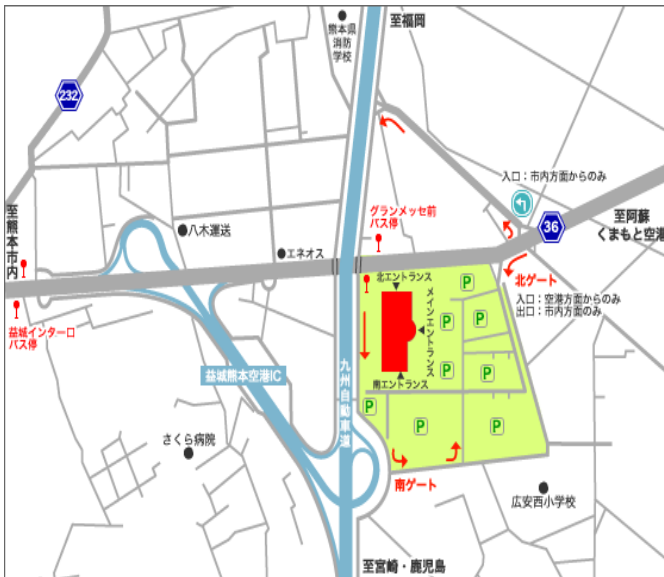 至福岡
熊本県
消防
学校
232
入口：市内方面からのみ
グランメッセ前
バス停
36
至阿蘇
くまもと空港
至熊本市内
八木運送
エネオス
北ゲート
入口：空港方面からのみ
出口：市内方面のみ
北エントランス
メインエントランス
南エントランス
益城インター口
バス停
益城熊本空港IC
九州自動車道
P
P
P
P
P
P
P
P
さくら病院
南ゲート
広安西小学校
至宮崎・鹿児島